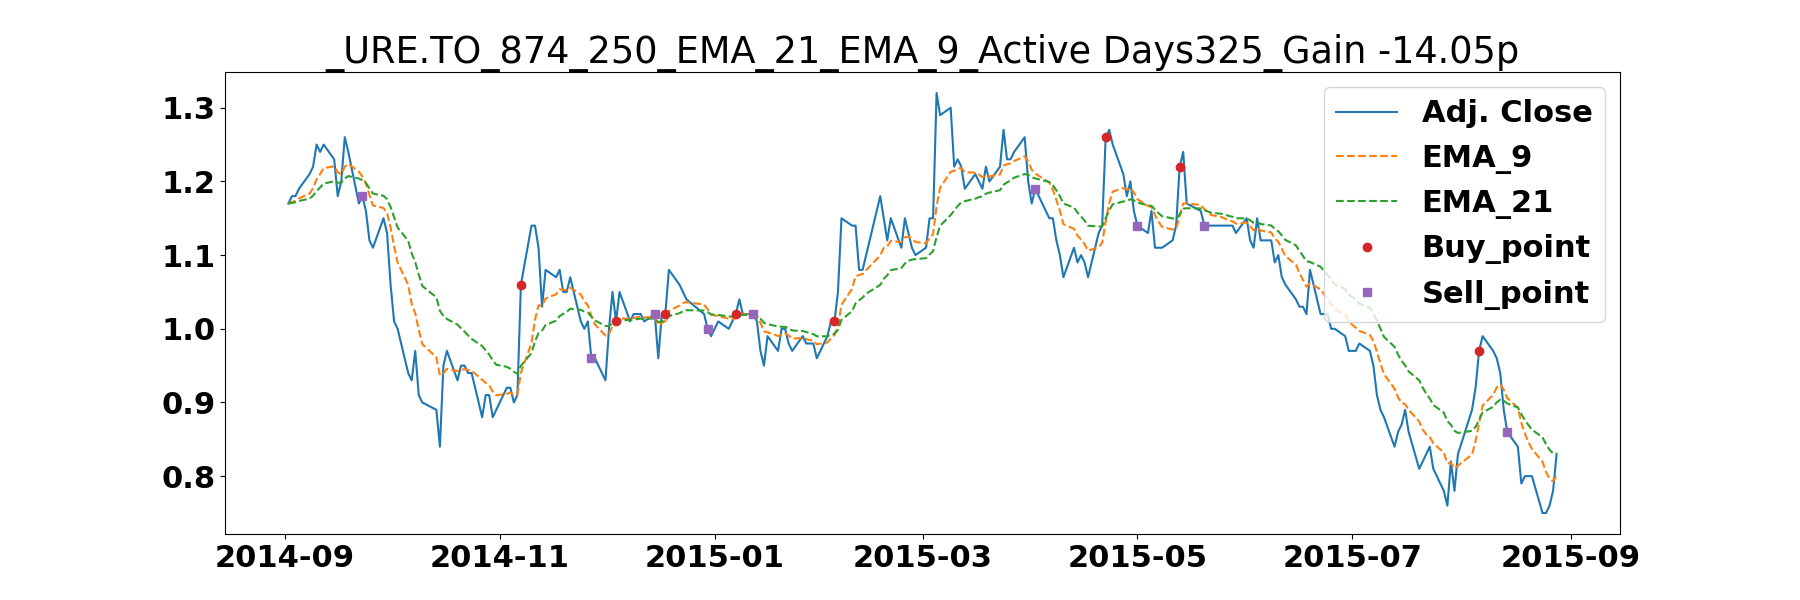 _URE.TO_874_250_EMA_21_EMA_9_Active Days325_Gain -14.05p
1.3
1.2
1.1
1.0
0.9
0.8
Adj. Close
EMA_9
EMA_21
Buy_point
Sell_point
2014-09 2014-11 2015-01 2015-03 2015-05 2015-07 2015-09